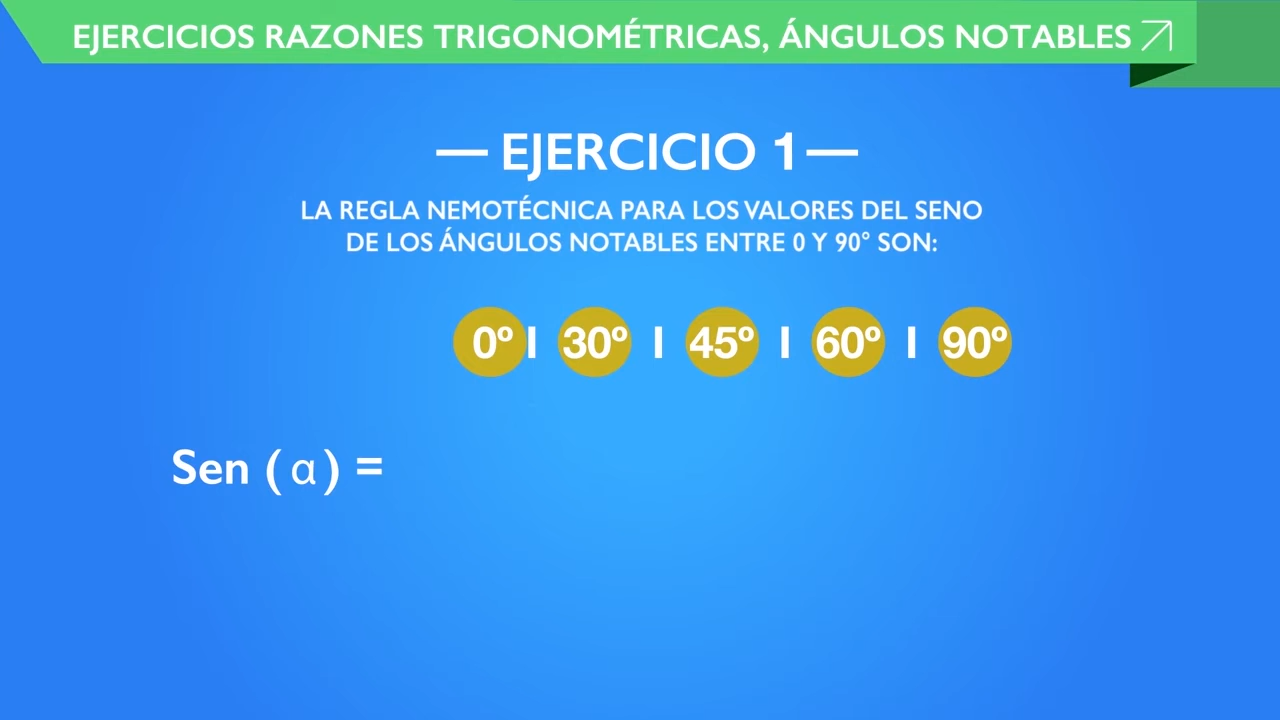 EJERCICIOS RAZONES TRIGONOMÉTRICAS, ÁNGULOS NOTABLES
— EJERCICIO 1 —
LA REGLA NEMOTÉCNICA PARA LOS VALORES DEL SENO
DE LOS ÁNGULOS NOTABLES ENTRE 0 Y 90° SON:
0º I 30º I 45º I 60º I 90º
Sen ( α ) =